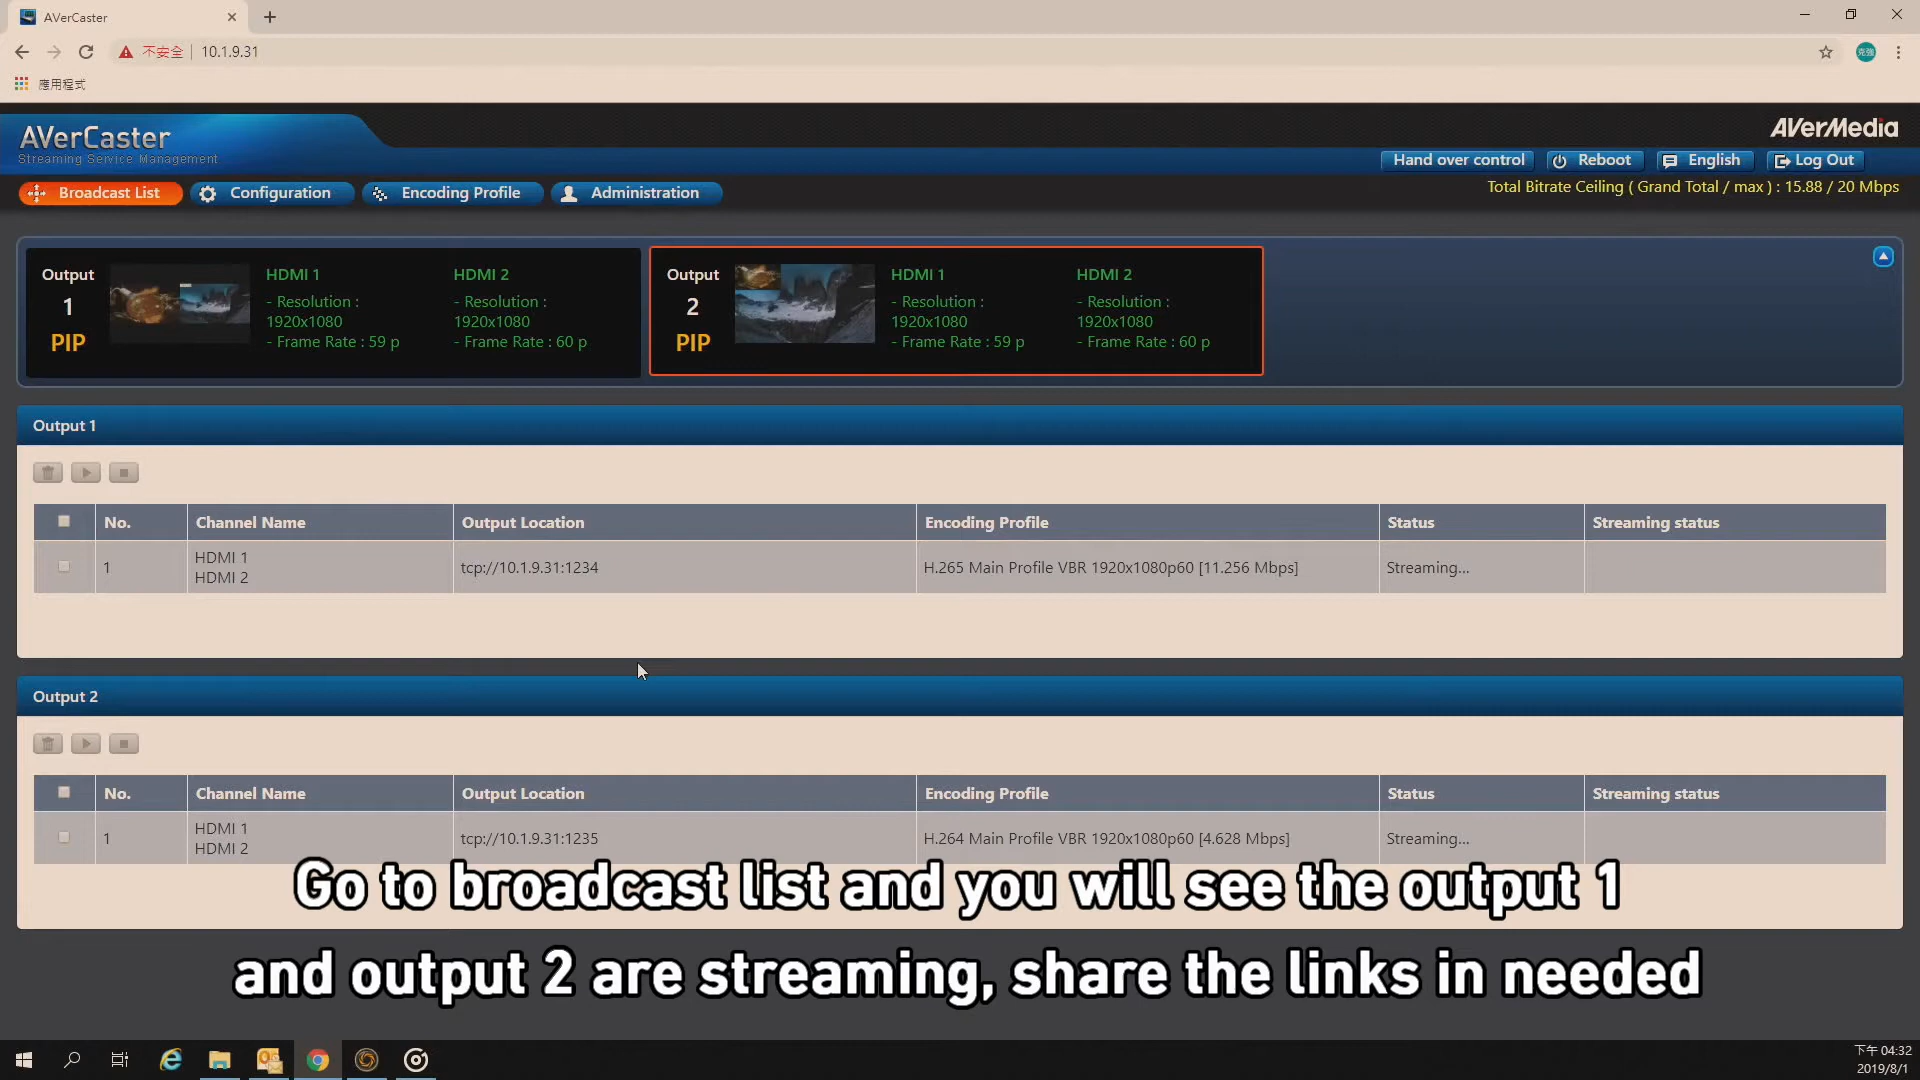 AVerCaster
不安全 10.1.9.31
應用程式
AVerCaster
Streaming Service Management
AVerMedia
Hand over control Reboot English Log Out
Broadcast List Configuration Encoding Profile Administration
Total Bitrate Ceiling ( Grand Total / max ) : 15.88 / 20 Mbps
Output
1
PIP
HDMI 1
- Resolution :
1920x1080
- Frame Rate : 59 p
HDMI 2
- Resolution :
1920x1080
- Frame Rate : 60 p
Output
2
PIP
HDMI 1
- Resolution :
1920x1080
- Frame Rate : 59 p
HDMI 2
- Resolution :
1920x1080
- Frame Rate : 60 p
Output 1
No. Channel Name Output Location Encoding Profile Status Streaming status
1 HDMI 1 tcp://10.1.9.31:1234 H.265 Main Profile VBR 1920x1080p60 [11.256 Mbps] Streaming...
HDMI 2
Output 2
No. Channel Name Output Location Encoding Profile Status Streaming status
1 HDMI 1 tcp://10.1.9.31:1235 H.264 Main Profile VBR 1920x1080p60 [4.628 Mbps] Streaming...
HDMI 2
Go to broadcast list and you will see the output 1
and output 2 are streaming, share the links in needed
下午 04:32
2019/8/1